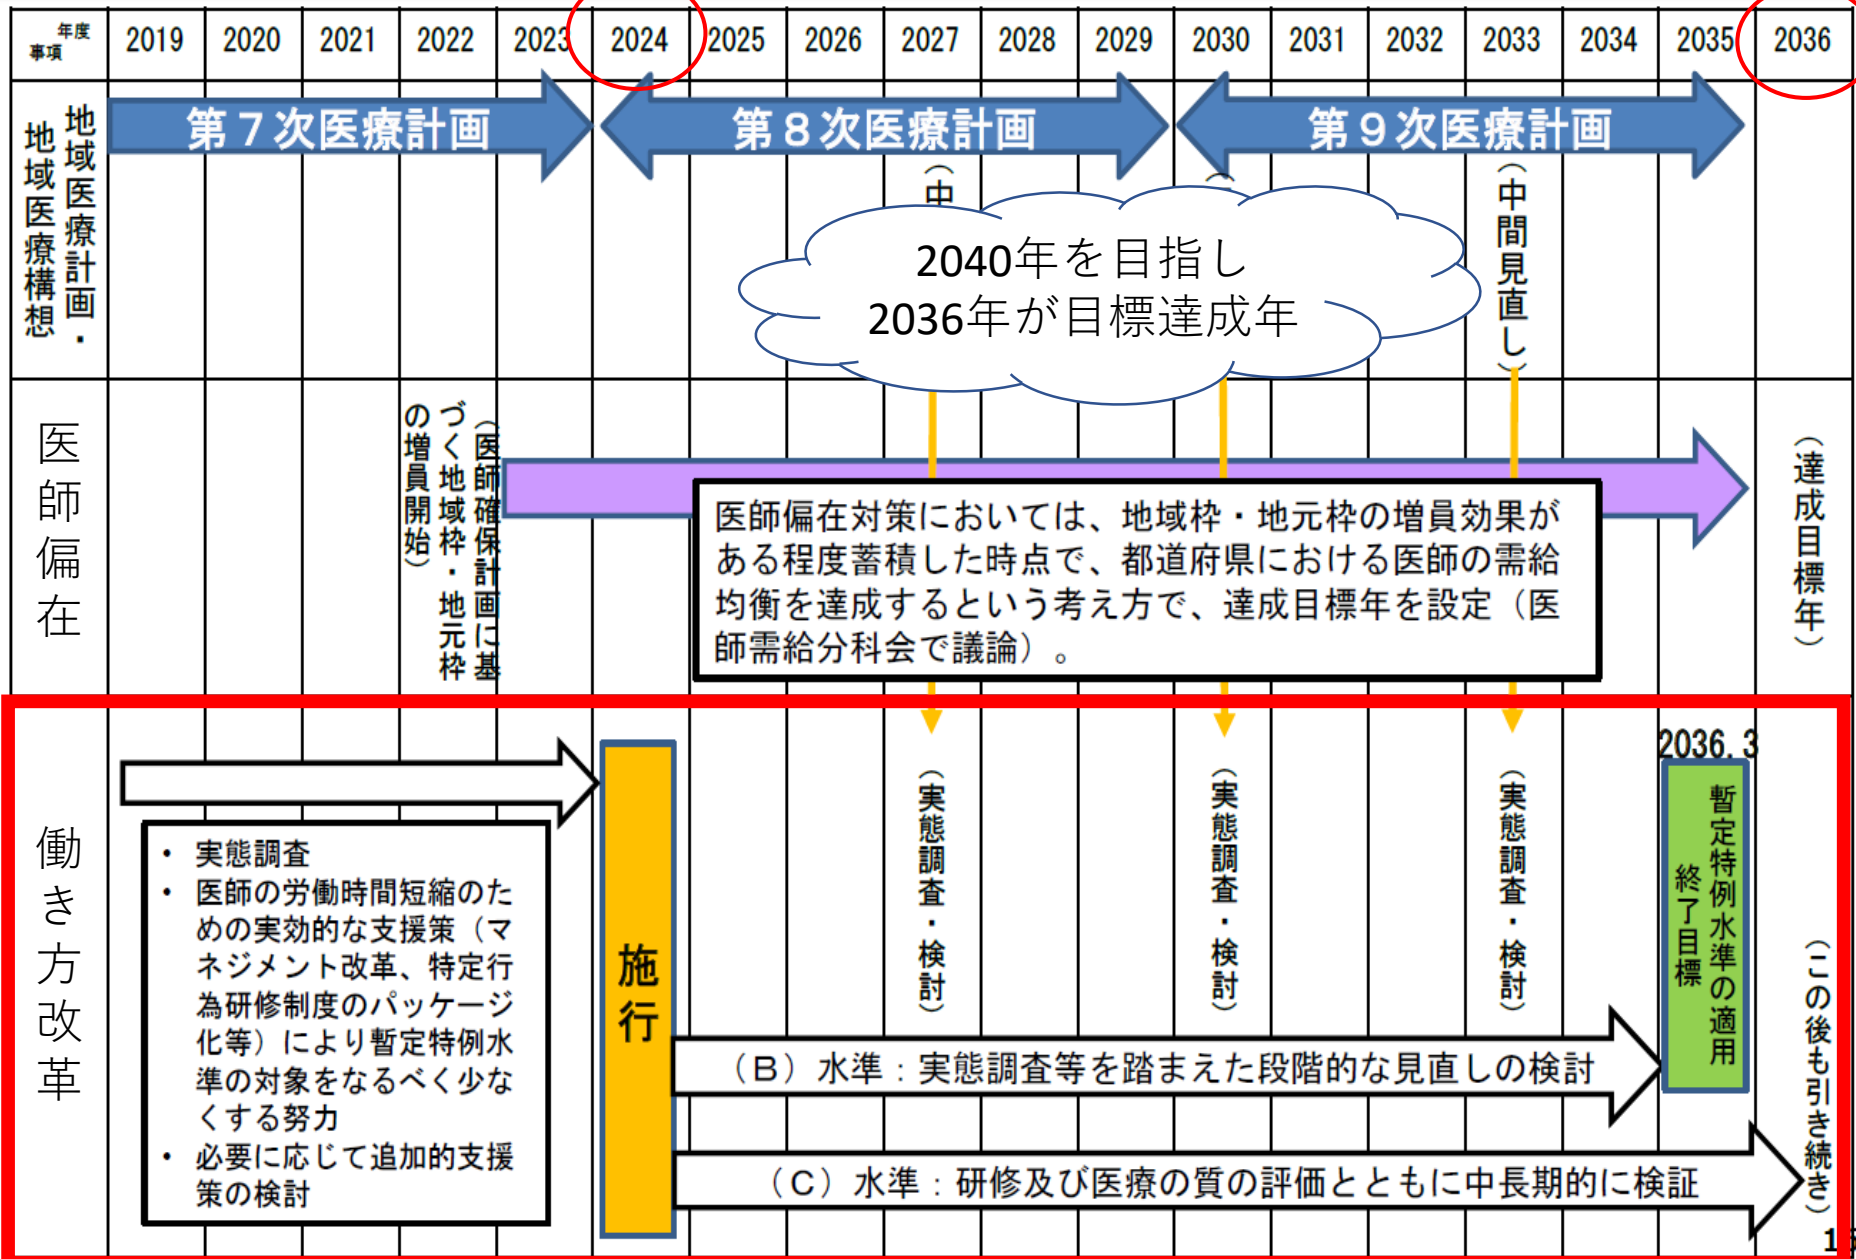 年度
事項
2019 2020 2021 2022 2023 2024 2025 2026 2027 2028 2029 2030 2031 2032 2033 2034 2035 2036
地域医療計画・
地域医療構想
第7次医療計画
第8次医療計画
第9次医療計画
（中
（中間見直し）
2040年を目指し
2036年が目標達成年
医師偏在
（医師確保計画に基
づく地域枠・地元枠
の増員開始）
医師偏在対策においては、地域枠・地元枠の増員効果が
ある程度蓄積した時点で、都道府県における医師の需給
均衡を達成するという考え方で、達成目標年を設定（医
師需給分科会で議論）。
（達成目標年）
働き方改革
・ 実態調査
・ 医師の労働時間短縮のた
めの実効的な支援策（マ
ネジメント改革、特定行
為研修制度のパッケージ
化等）により暫定特例水
準の対象をなるべく少な
くする努力
・ 必要に応じて追加的支援
策の検討
施行
（実態調査・検討）
（実態調査・検討）
（実態調査・検討）
2036.3
暫定特例水準の適用
終了目標
（B）水準：実態調査等を踏まえた段階的な見直しの検討
（C）水準：研修及び医療の質の評価とともに中長期的に検証
（この後も引き続き）